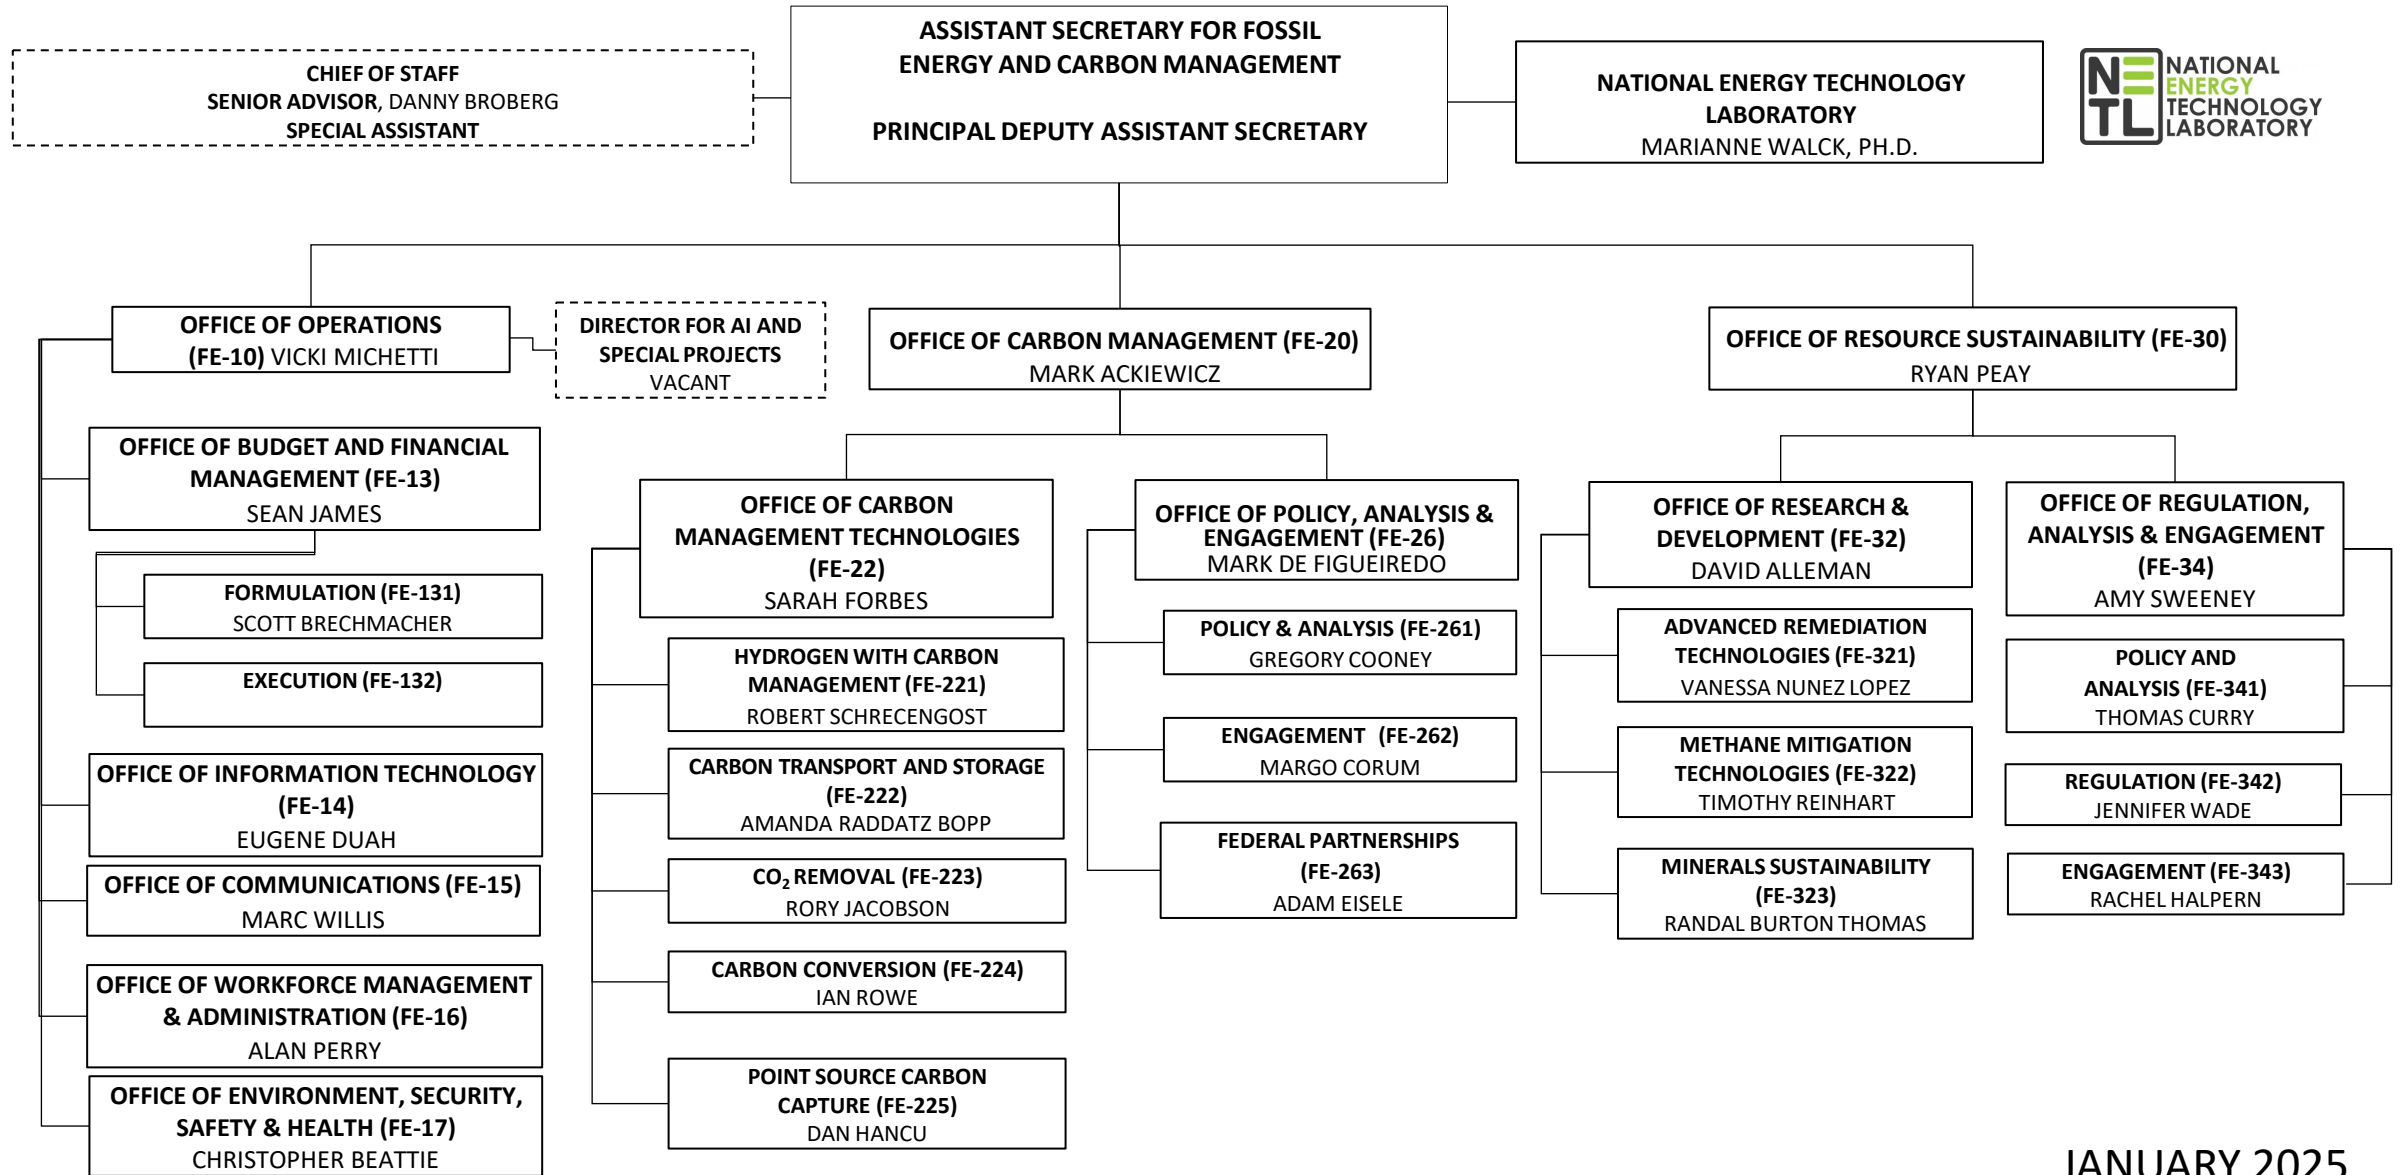 ASSISTANT SECRETARY FOR FOSSIL
ENERGY AND CARBON MANAGEMENT
PRINCIPAL DEPUTY ASSISTANT SECRETARY
CHIEF OF STAFF
SENIOR ADVISOR, DANNY BROBERG
SPECIAL ASSISTANT
NATIONAL ENERGY TECHNOLOGY
LABORATORY
MARIANNE WALCK, PH.D.
NETL
NATIONAL
ENERGY
TECHNOLOGY
LABORATORY
OFFICE OF OPERATIONS
(FE-10) VICKI MICHETTI
DIRECTOR FOR AI AND
SPECIAL PROJECTS
VACANT
OFFICE OF BUDGET AND FINANCIAL
MANAGEMENT (FE-13)
SEAN JAMES
FORMULATION (FE-131)
SCOTT BRECHMACHER
EXECUTION (FE-132)
OFFICE OF INFORMATION TECHNOLOGY
(FE-14)
EUGENE DUAH
OFFICE OF COMMUNICATIONS (FE-15)
MARC WILLIS
OFFICE OF WORKFORCE MANAGEMENT
& ADMINISTRATION (FE-16)
ALAN PERRY
OFFICE OF ENVIRONMENT, SECURITY,
SAFETY & HEALTH (FE-17)
CHRISTOPHER BEATTIE
OFFICE OF CARBON MANAGEMENT (FE-20)
MARK ACKIEWICZ
OFFICE OF CARBON
MANAGEMENT TECHNOLOGIES
(FE-22)
SARAH FORBES
HYDROGEN WITH CARBON
MANAGEMENT (FE-221)
ROBERT SCHRECENGOST
CARBON TRANSPORT AND STORAGE
(FE-222)
AMANDA RADDATZ BOPP
CO₂ REMOVAL (FE-223)
RORY JACOBSON
CARBON CONVERSION (FE-224)
IAN ROWE
POINT SOURCE CARBON
CAPTURE (FE-225)
DAN HANCU
OFFICE OF POLICY, ANALYSIS &
ENGAGEMENT (FE-26)
MARK DE FIGUEIREDO
POLICY & ANALYSIS (FE-261)
GREGORY COONEY
ENGAGEMENT (FE-262)
MARGO CORUM
FEDERAL PARTNERSHIPS
(FE-263)
ADAM EISELE
OFFICE OF RESOURCE SUSTAINABILITY (FE-30)
RYAN PEAY
OFFICE OF RESEARCH &
DEVELOPMENT (FE-32)
DAVID ALLEMAN
ADVANCED REMEDIATION
TECHNOLOGIES (FE-321)
VANESSA NUNEZ LOPEZ
METHANE MITIGATION
TECHNOLOGIES (FE-322)
TIMOTHY REINHART
MINERALS SUSTAINABILITY
(FE-323)
RANDAL BURTON THOMAS
OFFICE OF REGULATION,
ANALYSIS & ENGAGEMENT
(FE-34)
AMY SWEENEY
POLICY AND
ANALYSIS (FE-341)
THOMAS CURRY
REGULATION (FE-342)
JENNIFER WADE
ENGAGEMENT (FE-343)
RACHEL HALPERN
JANUARY 2025